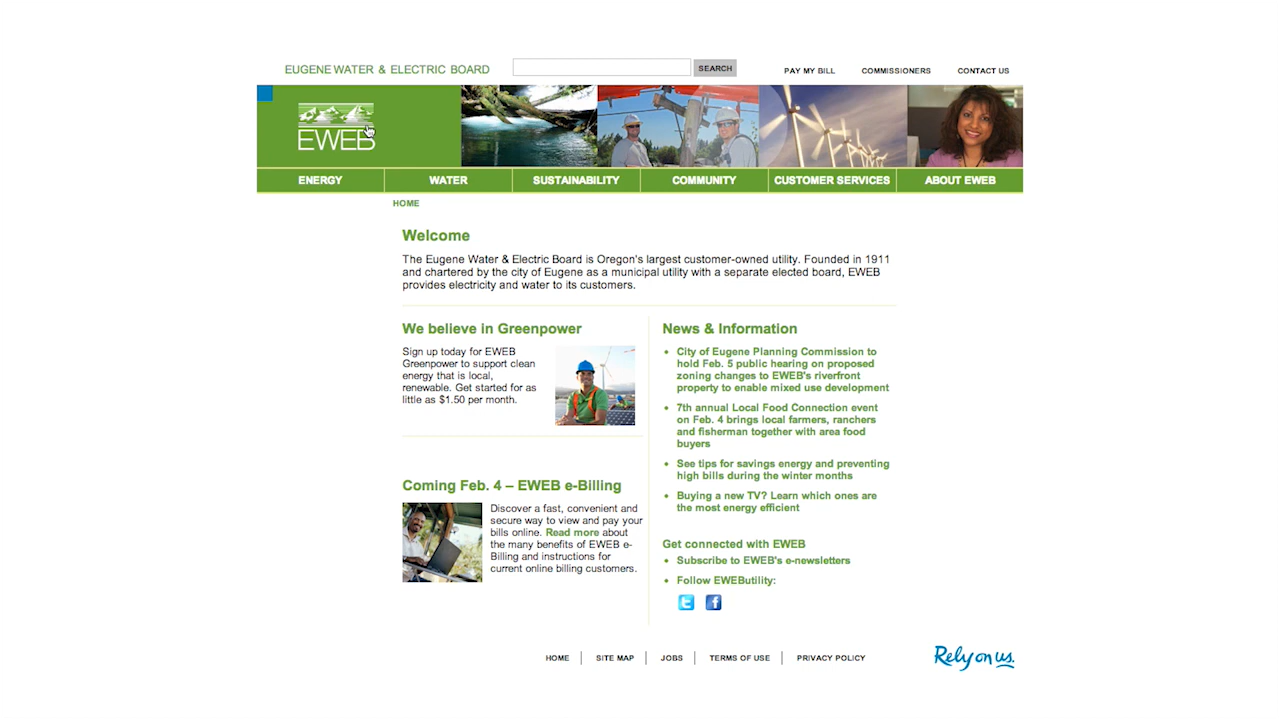 EUGENE WATER & ELECTRIC BOARD
SEARCH
PAY MY BILL
COMMISSIONERS
CONTACT US
EWEB
ENERGY
WATER
SUSTAINABILITY
COMMUNITY
CUSTOMER SERVICES
ABOUT EWEB
HOME
Welcome
The Eugene Water & Electric Board is Oregon's largest customer-owned utility. Founded in 1911
and chartered by the city of Eugene as a municipal utility with a separate elected board, EWEB
provides electricity and water to its customers.
We believe in Greenpower
Sign up today for EWEB
Greenpower to support clean
energy that is local,
renewable. Get started for as
little as $1.50 per month.
Coming Feb. 4 – EWEB e-Billing
Discover a fast, convenient and
secure way to view and pay your
bills online. Read more about
the many benefits of EWEB e-
Billing and instructions for
current online billing customers.
News & Information
City of Eugene Planning Commission to
hold Feb. 5 public hearing on proposed
zoning changes to EWEB's riverfront
property to enable mixed use development
7th annual Local Food Connection event
on Feb. 4 brings local farmers, ranchers
and fisherman together with area food
buyers
See tips for savings energy and preventing
high bills during the winter months
Buying a new TV? Learn which ones are
the most energy efficient
Get connected with EWEB
Subscribe to EWEB's e-newsletters
Follow EWEButility:
HOME
SITE MAP
JOBS
TERMS OF USE
PRIVACY POLICY
Rely on us.